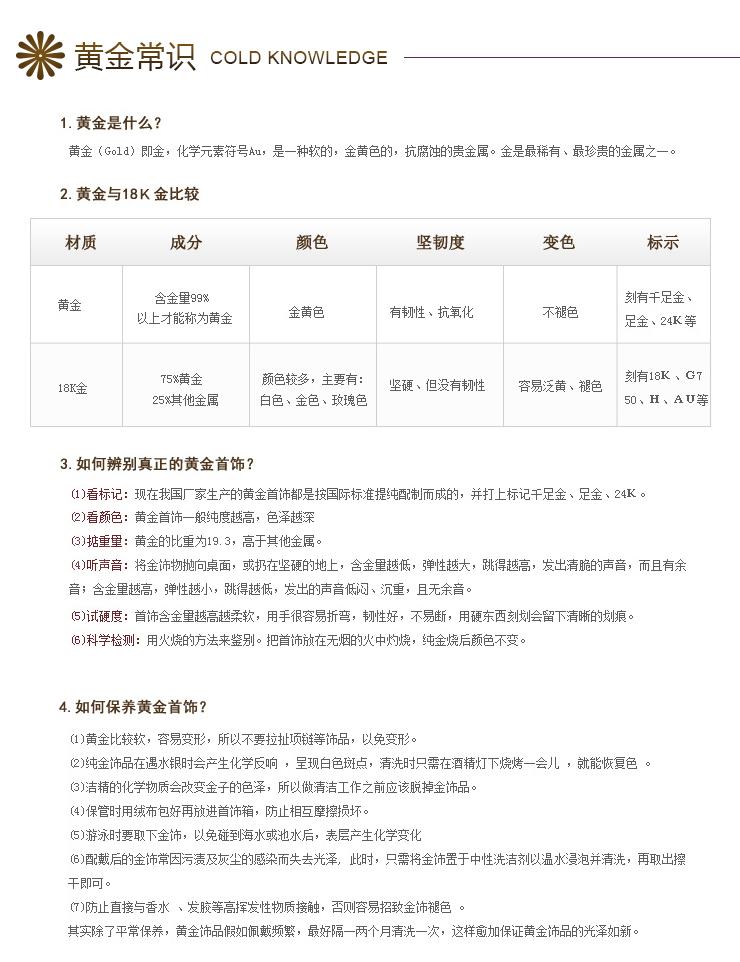 黄金常识 COLD KNOWLEDGE
1. 黄金是什么?
黄金（Gold）即金，化学元素符号Au，是一种软的，金黄色的，抗腐蚀的贵金属。金是最稀有、最珍贵的金属之一。
2. 黄金与18K 金比较
材质 成分 颜色 坚韧度 变色 标示
黄金 含金量99% 金黄色 有韧性、抗氧化 不褪色 刻有千足金、
以上才能称为黄金 足金、24K 等
18K金 75%黄金 颜色较多，主要有: 坚硬、但没有韧性 容易泛黄、褪色 刻有18K 、G7
25%其他金属 白色、金色、玫瑰色 50、H 、A U 等
3. 如何辨别真正的黄金首饰?
(1)看标记: 现在我国厂家生产的黄金首饰都是按国际标准提纯配制而成的，并打上标记千足金、足金、24K 。
(2)看颜色: 黄金首饰一般纯度越高，色泽越深
(3)掂重量: 黄金的比重为19.3，高于其他金属。
(4)听声音: 将金饰物抛向桌面，或扔在坚硬的地上，含金量越低，弹性越大，跳得越高，发出清脆的声音，而且有余
音；含金量越高，弹性越小，跳得越低，发出的声音低闷、沉重，且无余音。
(5)试硬度: 首饰含金量越高越柔软，用手很容易折弯，韧性好，不易断，用硬东西刻划会留下清晰的划痕。
(6)科学检测: 用火烧的方法来鉴别。把首饰放在无烟的火中灼烧，纯金烧后颜色不变。
4. 如何保养黄金首饰?
(1)黄金比较软，容易变形，所以不要拉扯项链等饰品，以免变形。
(2)纯金饰品在遇水银时会产生化学反响 ，呈现白色斑点，清洗时只需在酒精灯下烧烤一会儿 ，就能恢复色 。
(3)洁精的化学物质会改变金子的色泽，所以做清洁工作之前应该脱掉金饰品。
(4)保管时用绒布包好再放进首饰箱，防止相互摩擦损坏。
(5)游泳时要取下金饰，以免碰到海水或池水后，表层产生化学变化
(6)配戴后的金饰常因污渍及灰尘的感染而失去光泽，此时，只需将金饰置于中性洗洁剂以温水浸泡并清洗，再取出擦
干即可。
(7)防止直接与香水 、发胶等高挥发性物质接触，否则容易招致金饰褪色 。
其实除了平常保养，黄金饰品假如佩戴频繁，最好隔一两个月清洗一次，这样愈加保证黄金饰品的光泽如新。